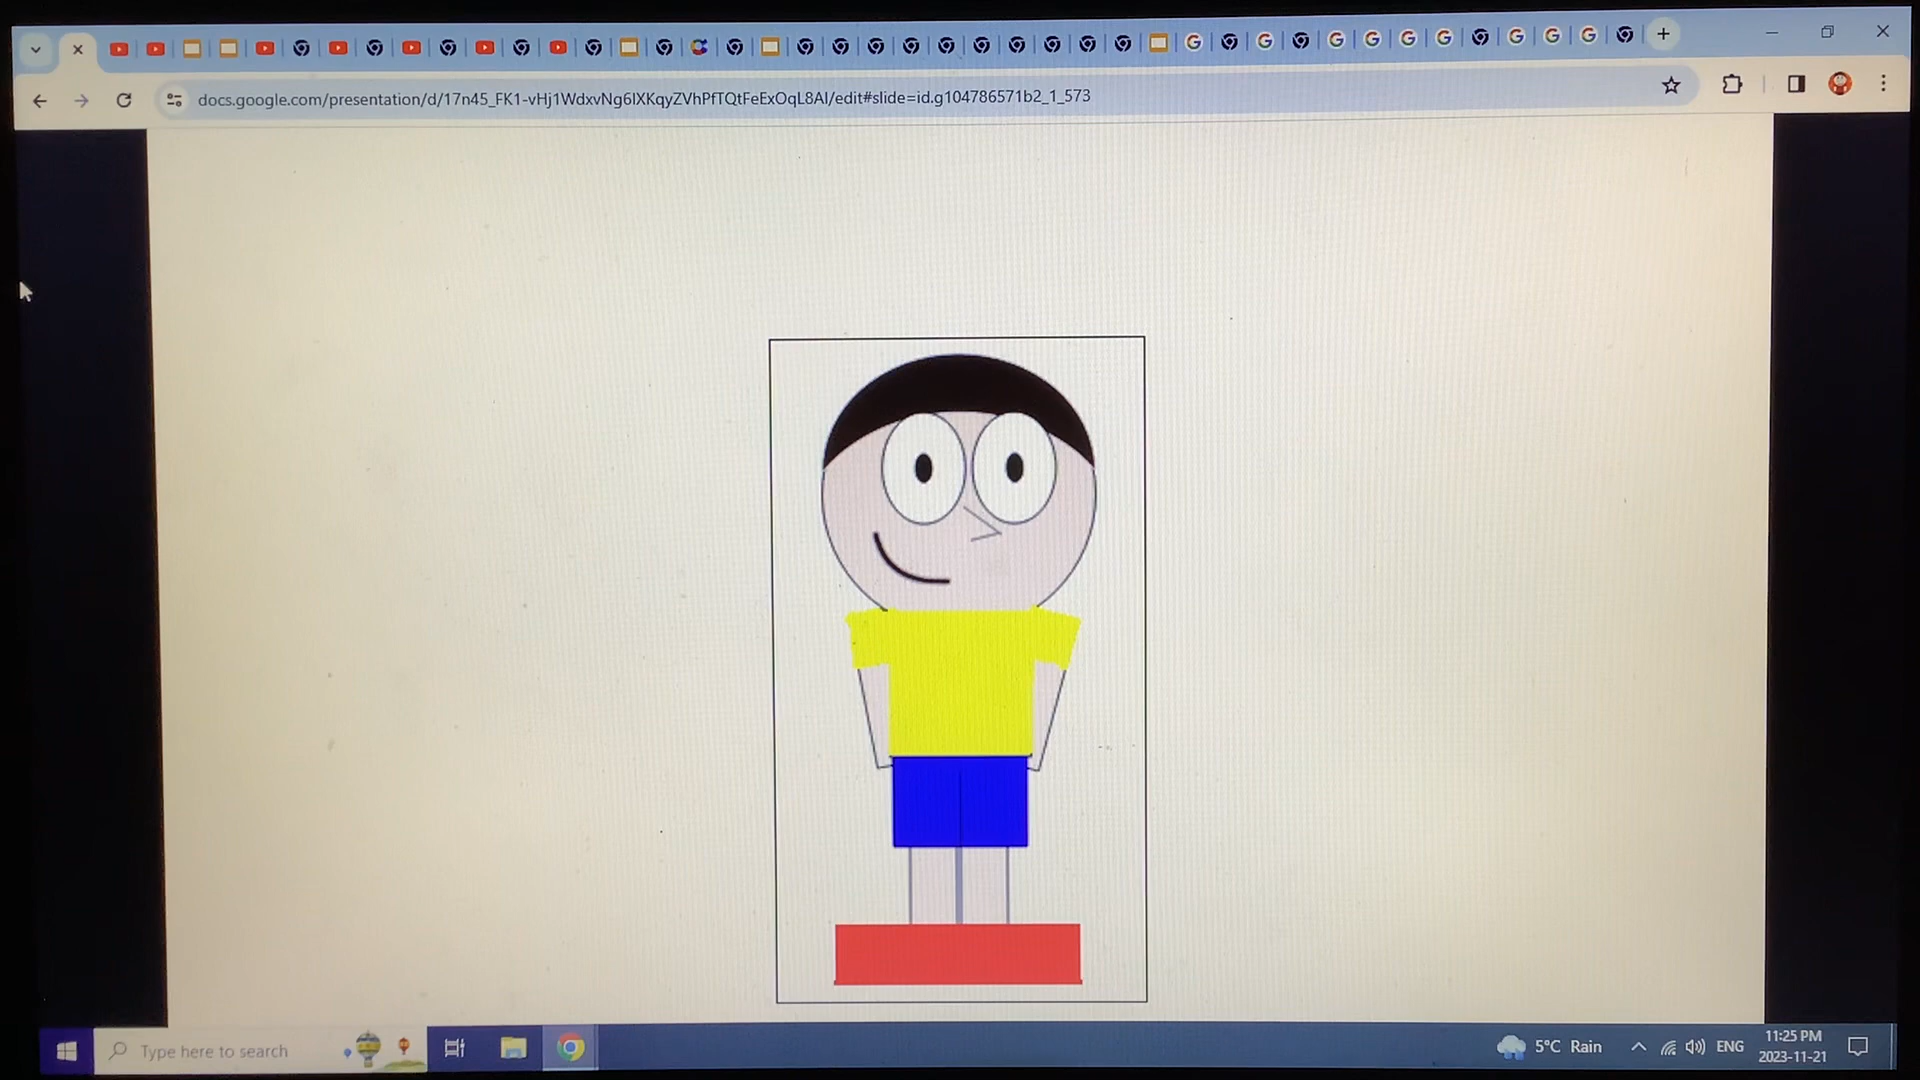 docs.google.com/presentation/d/17n45_FK1-vHj1WdxvNg6lXKqyZVhPfTQtFeExOqL8AI/edit#slide=id.g104786571b2_1_573
Type here to search
5°C Rain
ENG
11:25 PM
2023-11-21